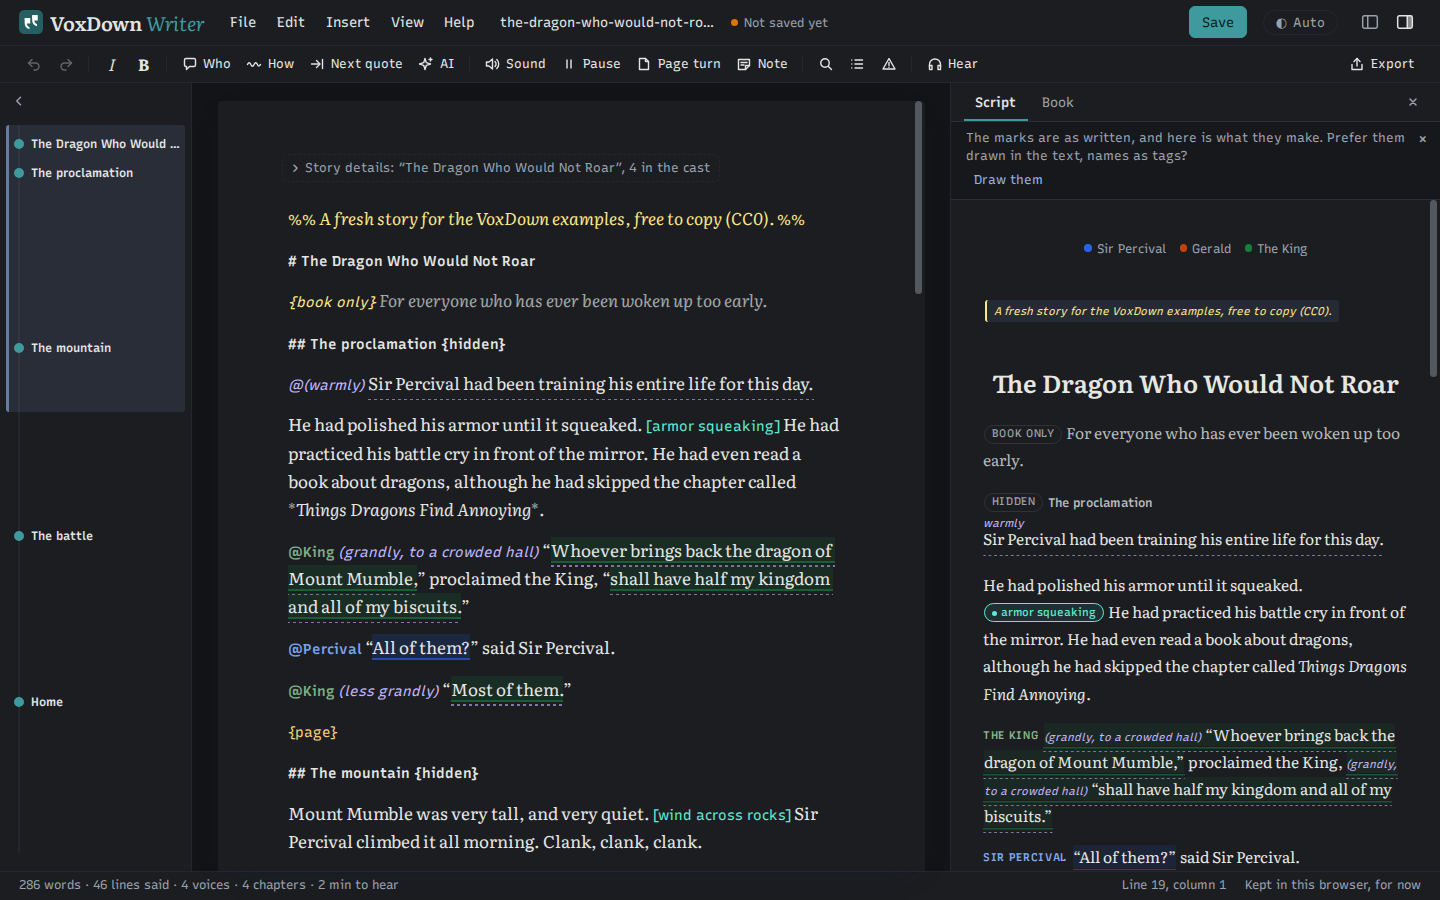 VoxDown Writer File Edit Insert View Help the-dragon-who-would-not-ro... Not saved yet Save Auto
I B Who How Next quote AI Sound Pause Page turn Note Hear Export
The Dragon Who Would ...
The proclamation
The mountain
The battle
Home
Story details: “The Dragon Who Would Not Roar”, 4 in the cast
%% A fresh story for the VoxDown examples, free to copy (CC0). %%
# The Dragon Who Would Not Roar
{book only} For everyone who has ever been woken up too early.
## The proclamation {hidden}
@(warmly) Sir Percival had been training his entire life for this day.
He had polished his armor until it squeaked. [armor squeaking] He had
practiced his battle cry in front of the mirror. He had even read a
book about dragons, although he had skipped the chapter called
*Things Dragons Find Annoying*.
@King (grandly, to a crowded hall) “Whoever brings back the dragon of
Mount Mumble,” proclaimed the King, “shall have half my kingdom
and all of my biscuits.”
@Percival “All of them?” said Sir Percival.
@King (less grandly) “Most of them.”
{page}
## The mountain {hidden}
Mount Mumble was very tall, and very quiet. [wind across rocks] Sir
Percival climbed it all morning. Clank, clank, clank.
Script Book ×
The marks are as written, and here is what they make. Prefer them ×
drawn in the text, names as tags?
Draw them
Sir Percival Gerald The King
A fresh story for the VoxDown examples, free to copy (CC0).
The Dragon Who Would Not Roar
BOOK ONLY For everyone who has ever been woken up too
early.
HIDDEN The proclamation
warmly
Sir Percival had been training his entire life for this day.
He had polished his armor until it squeaked.
armor squeaking He had practiced his battle cry in front of
the mirror. He had even read a book about dragons,
although he had skipped the chapter called Things Dragons
Find Annoying.
THE KING (grandly, to a crowded hall) “Whoever brings back the
dragon of Mount Mumble,” proclaimed the King, (grandly,
to a crowded hall) “shall have half my kingdom and all of my
biscuits.”
SIR PERCIVAL “All of them?” said Sir Percival.
286 words · 46 lines said · 4 voices · 4 chapters · 2 min to hear
Line 19, column 1 Kept in this browser, for now